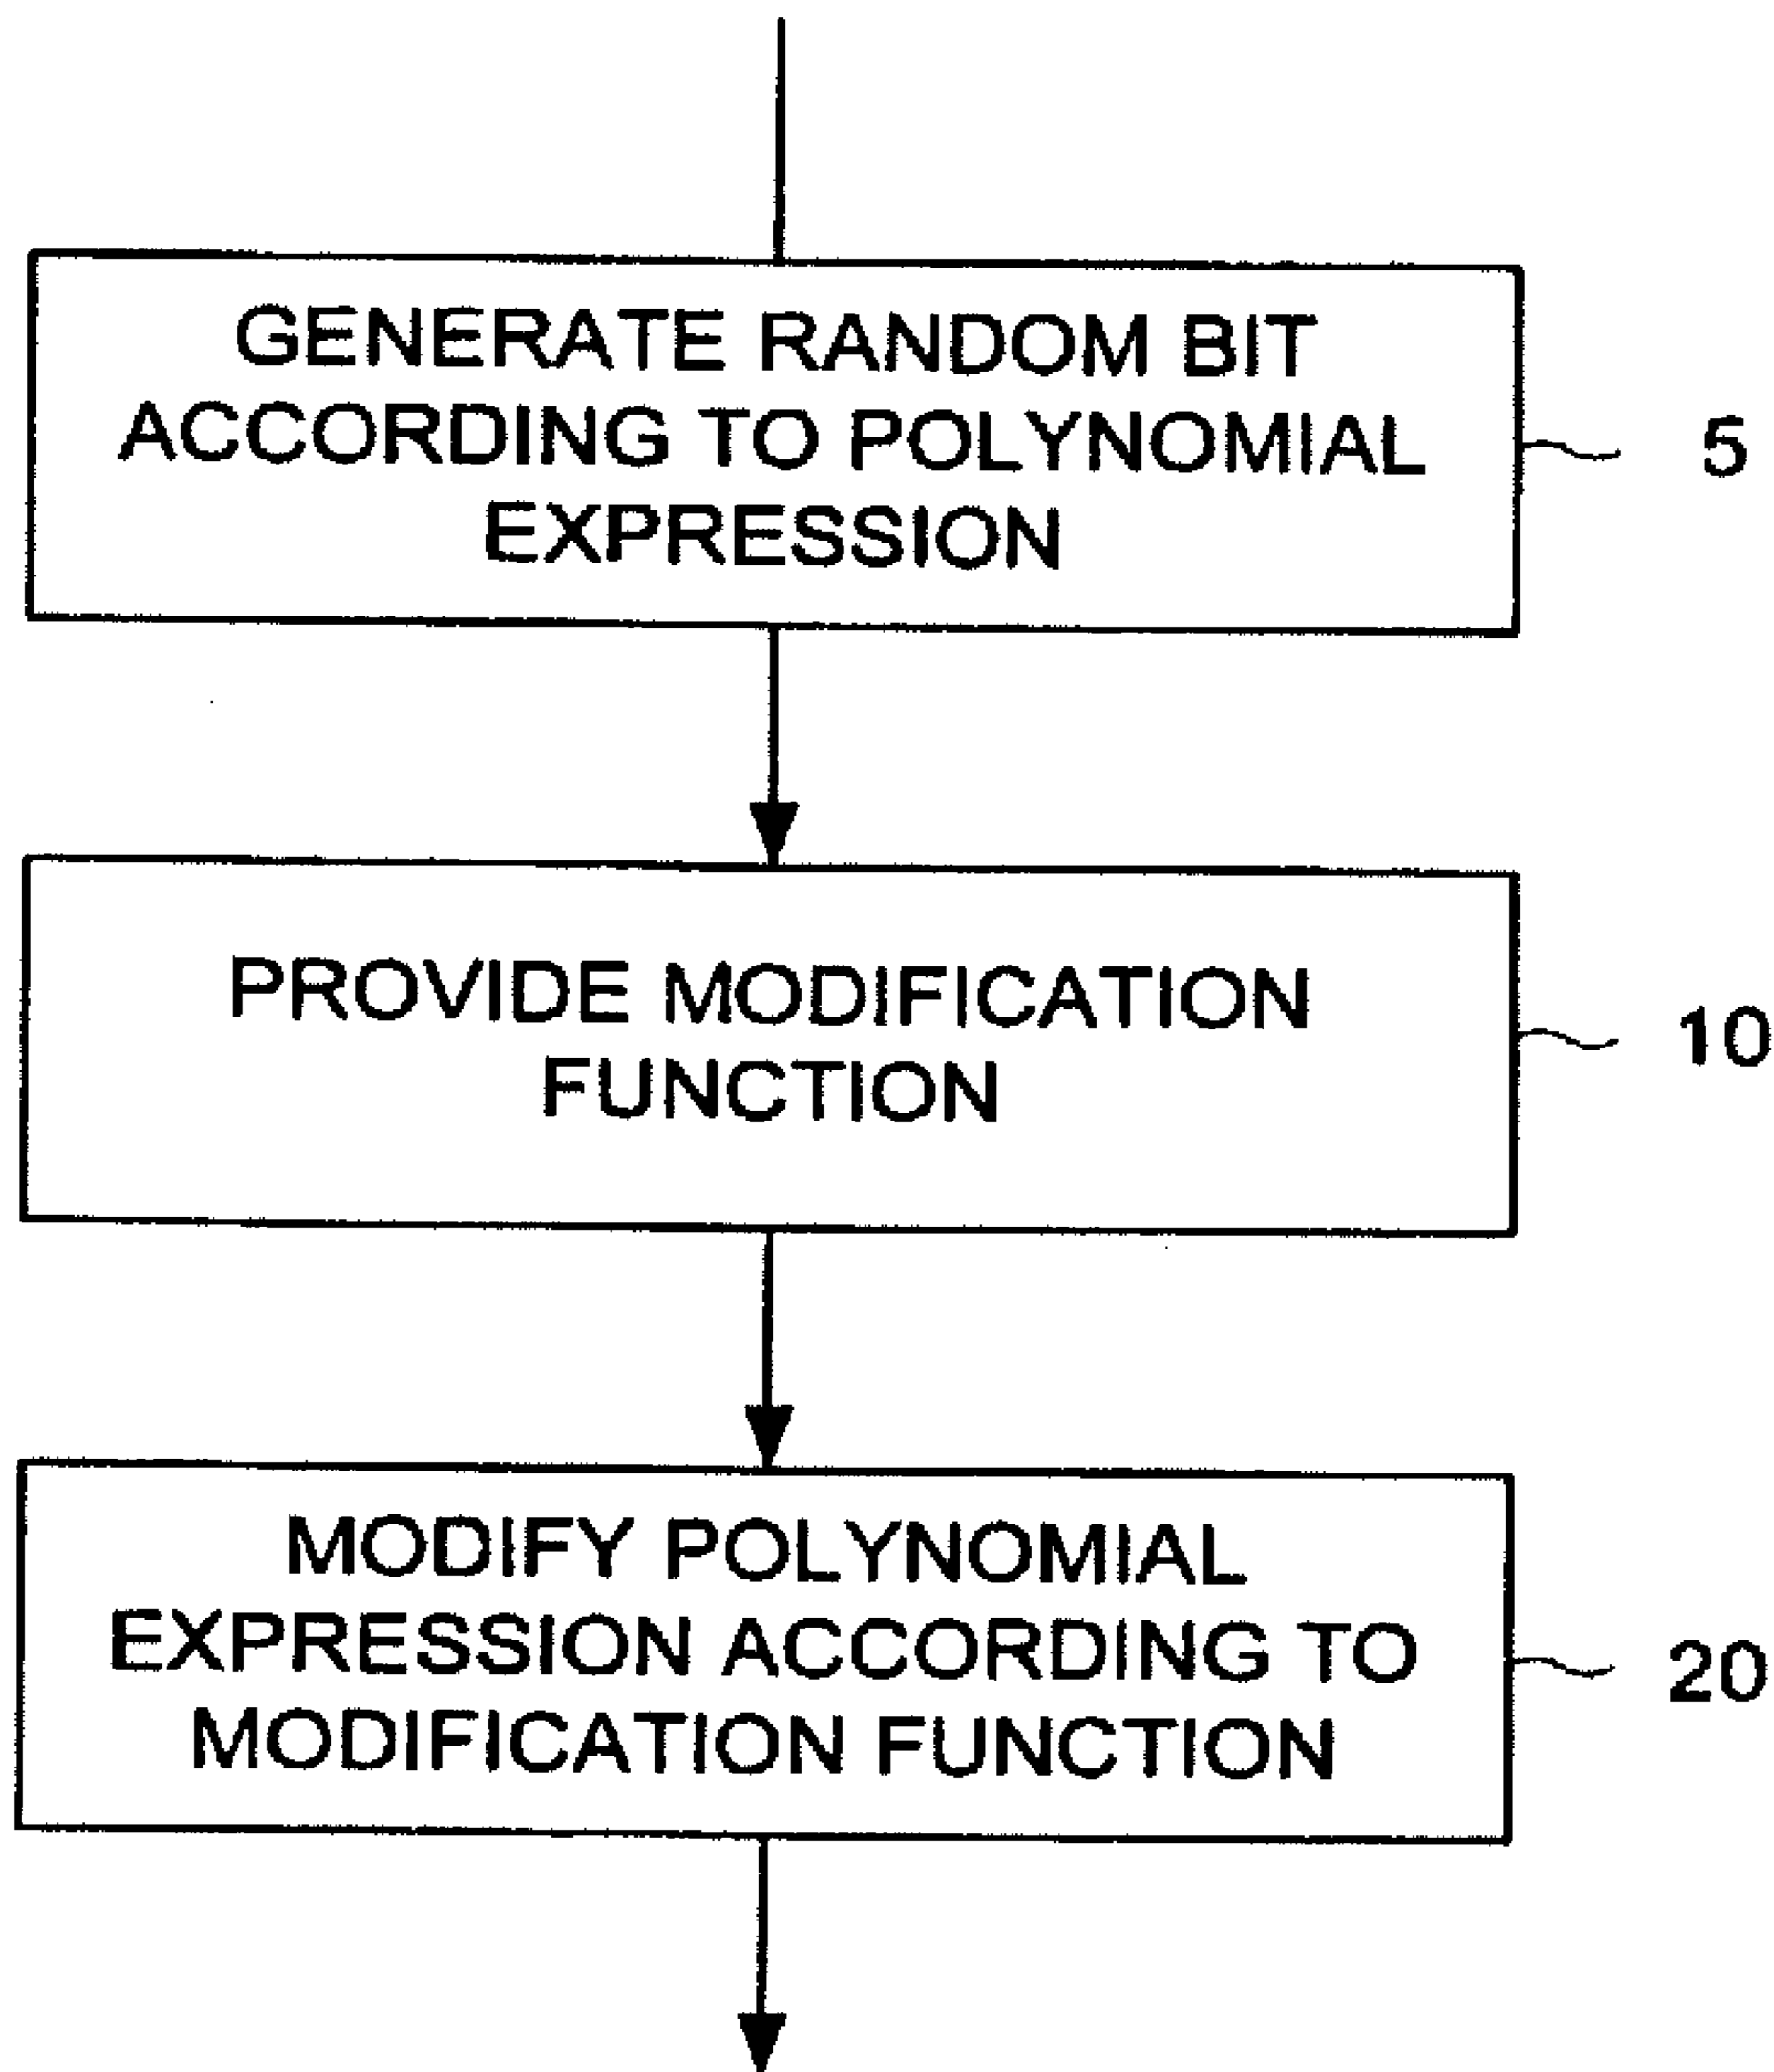 GENERATE RANDOM BIT
ACCORDING TO POLYNOMIAL
EXPRESSION
5
PROVIDE MODIFICATION
FUNCTION
10
MODIFY POLYNOMIAL
EXPRESSION ACCORDING TO
MODIFICATION FUNCTION
20